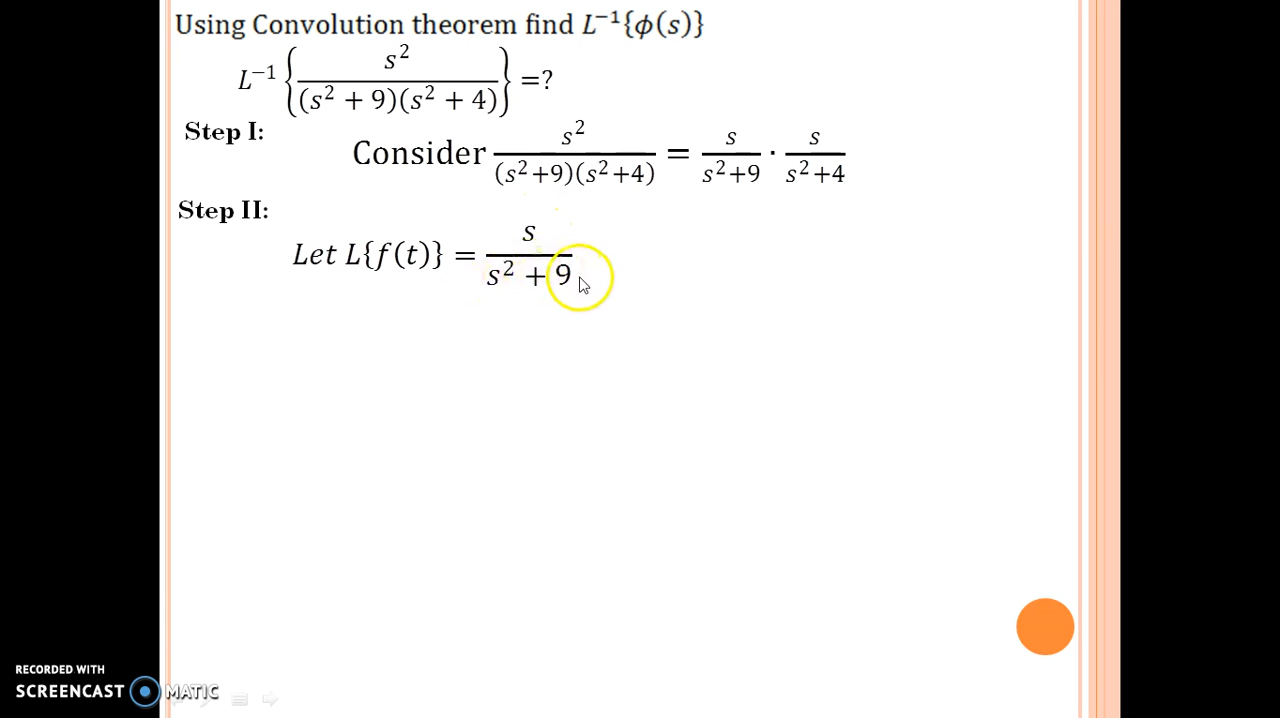 Using Convolution theorem find L⁻¹{ϕ(s)}
L⁻¹ { s² / (s² + 9)(s² + 4) } =?
Step I:
Consider s² / (s²+9)(s²+4) = s / s²+9 · s / s²+4
Step II:
Let L{f(t)} = s / s² + 9
RECORDED WITH
SCREENCAST MATIC